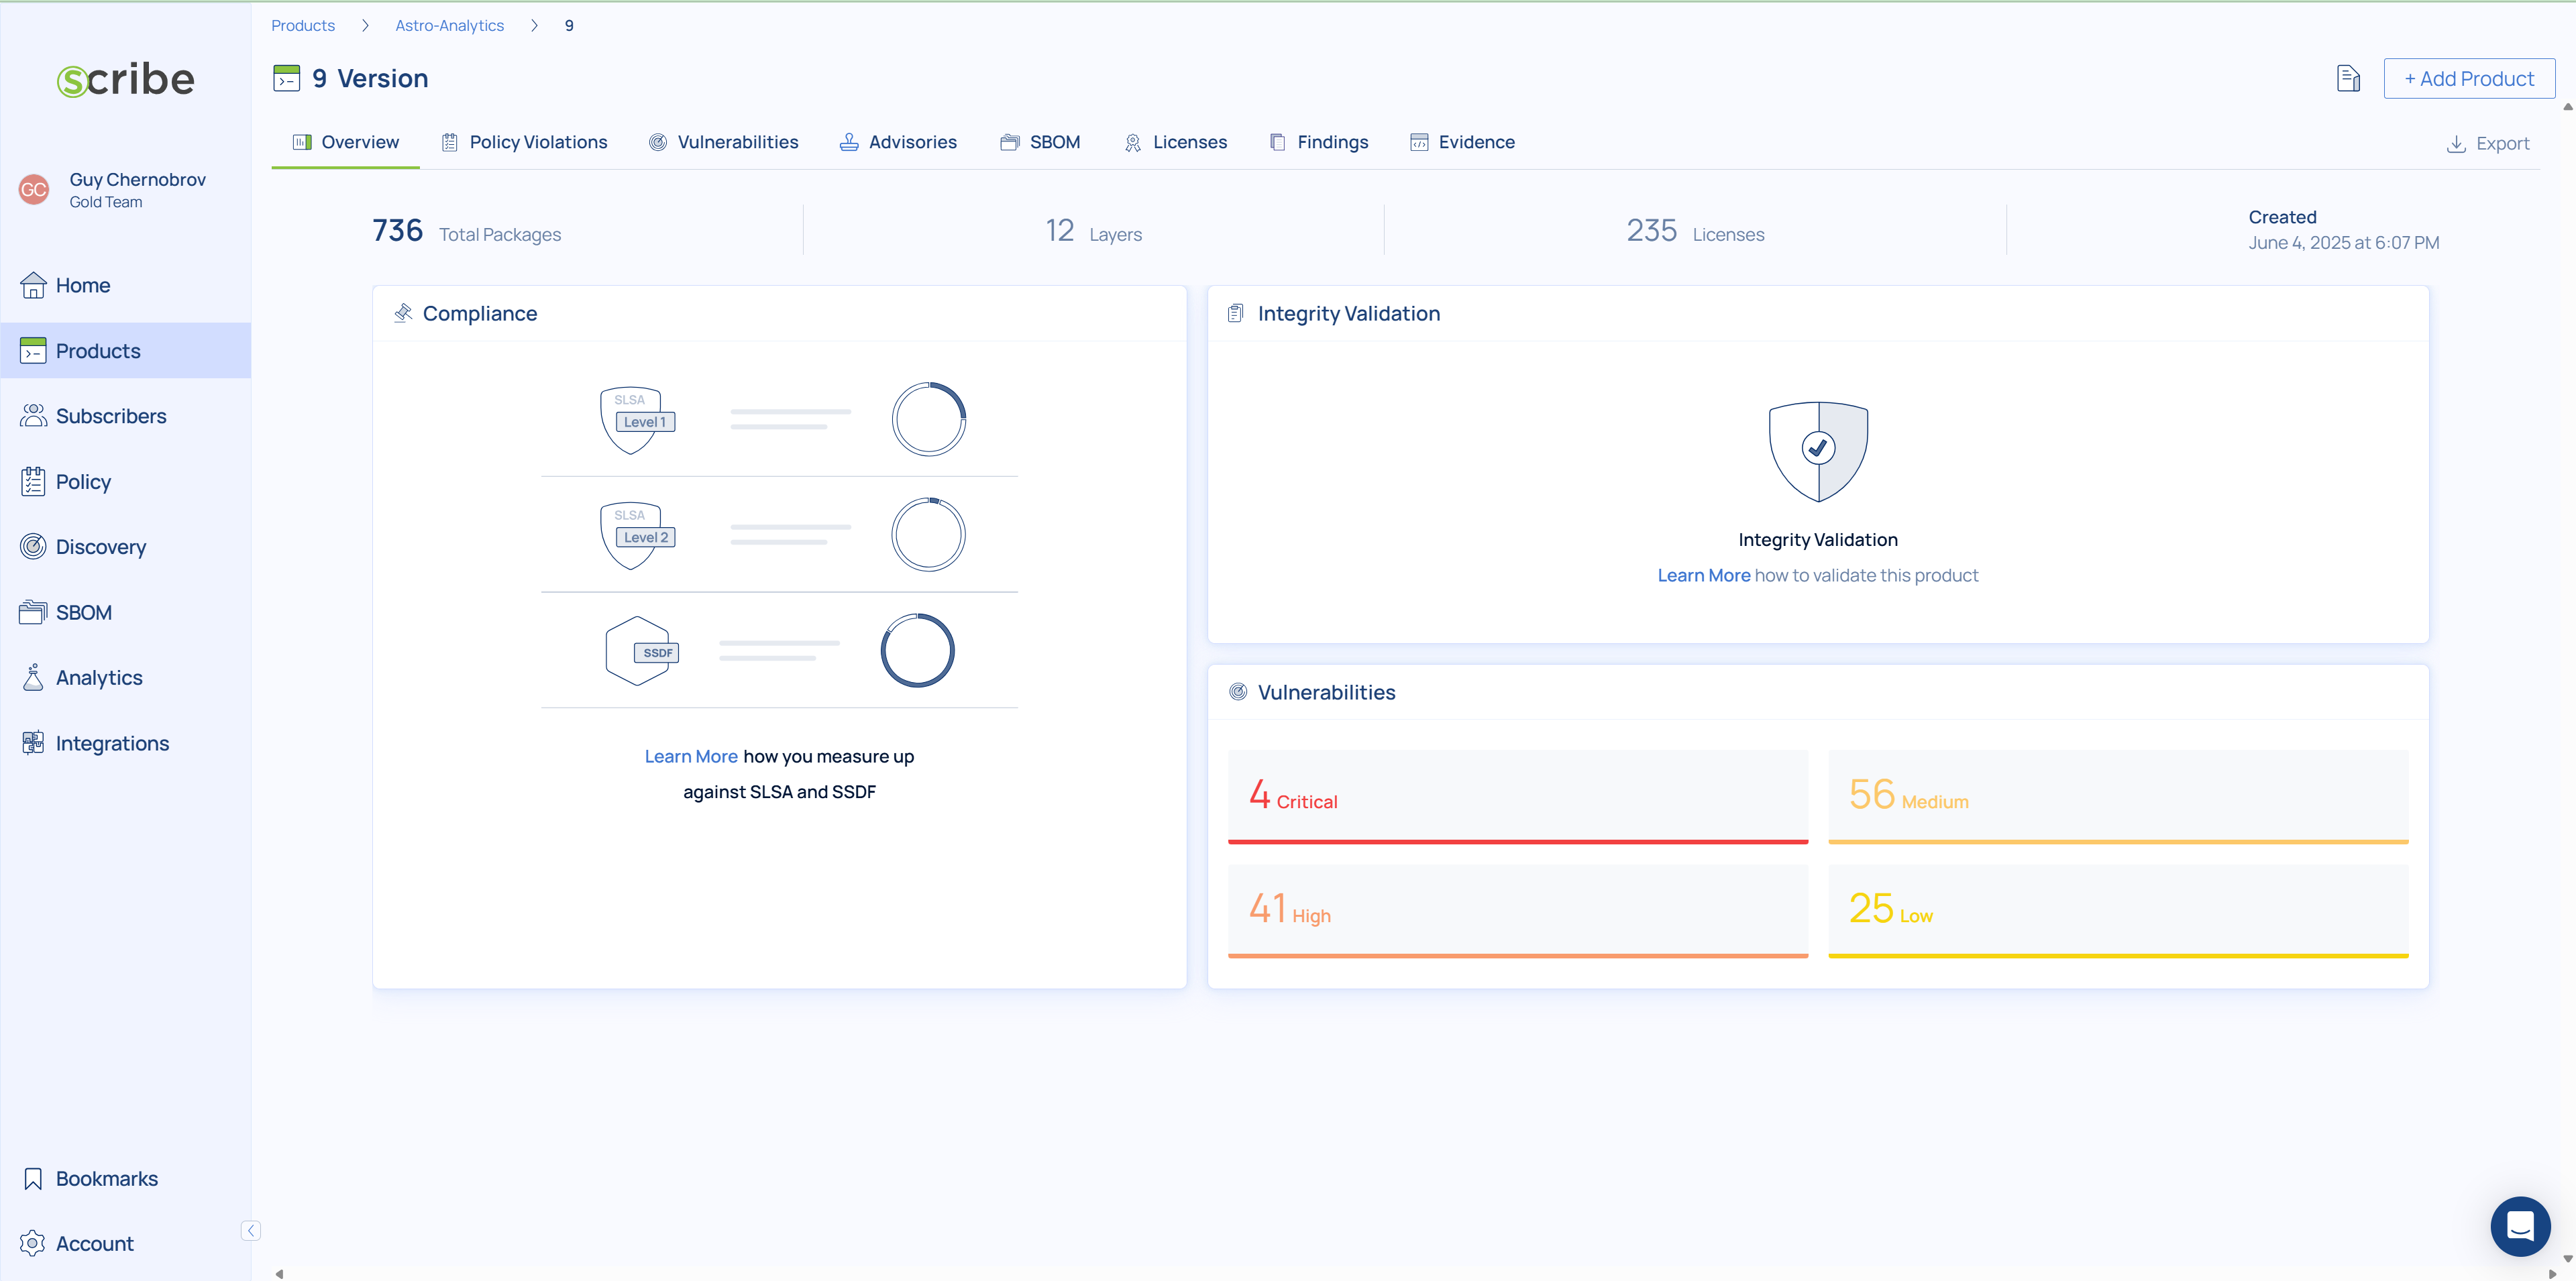 Products > Astro-Analytics > 9
scribe
9 Version
+ Add Product
Overview
Policy Violations
Vulnerabilities
Advisories
SBOM
Licenses
Findings
Evidence
Export
GC
Guy Chernobrov
Gold Team
Home
Products
Subscribers
Policy
Discovery
SBOM
Analytics
Integrations
Bookmarks
Account
736 Total Packages
12 Layers
235 Licenses
Created
June 4, 2025 at 6:07 PM
Compliance
SLSA
Level 1
SLSA
Level 2
SSDF
Learn More how you measure up
against SLSA and SSDF
Integrity Validation
Integrity Validation
Learn More how to validate this product
Vulnerabilities
4 Critical
56 Medium
41 High
25 Low